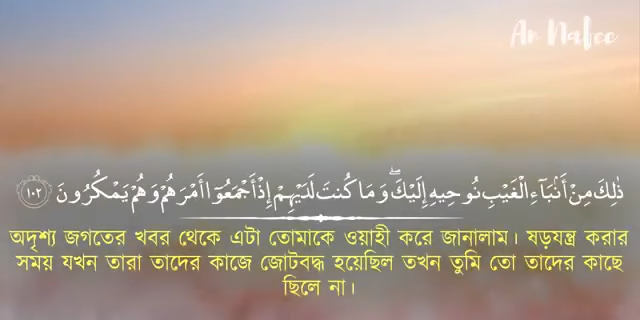 An Nafee
ذَٰلِكَ مِنْ أَنۢبَآءِ ٱلْغَيْبِ نُوحِيهِ إِلَيْكَ ۖ وَمَا كُنتَ لَدَيْهِمْ إِذْ أَجْمَعُوٓا۟ أَمْرَهُمْ وَهُمْ يَمْكُرُونَ ١٠٢
অদৃশ্য জগতের খবর থেকে এটা তোমাকে ওয়াহী করে জানালাম। ষড়যন্ত্র করার
সময় যখন তারা তাদের কাজে জোটবদ্ধ হয়েছিল তখন তুমি তো তাদের কাছে
ছিলে না।